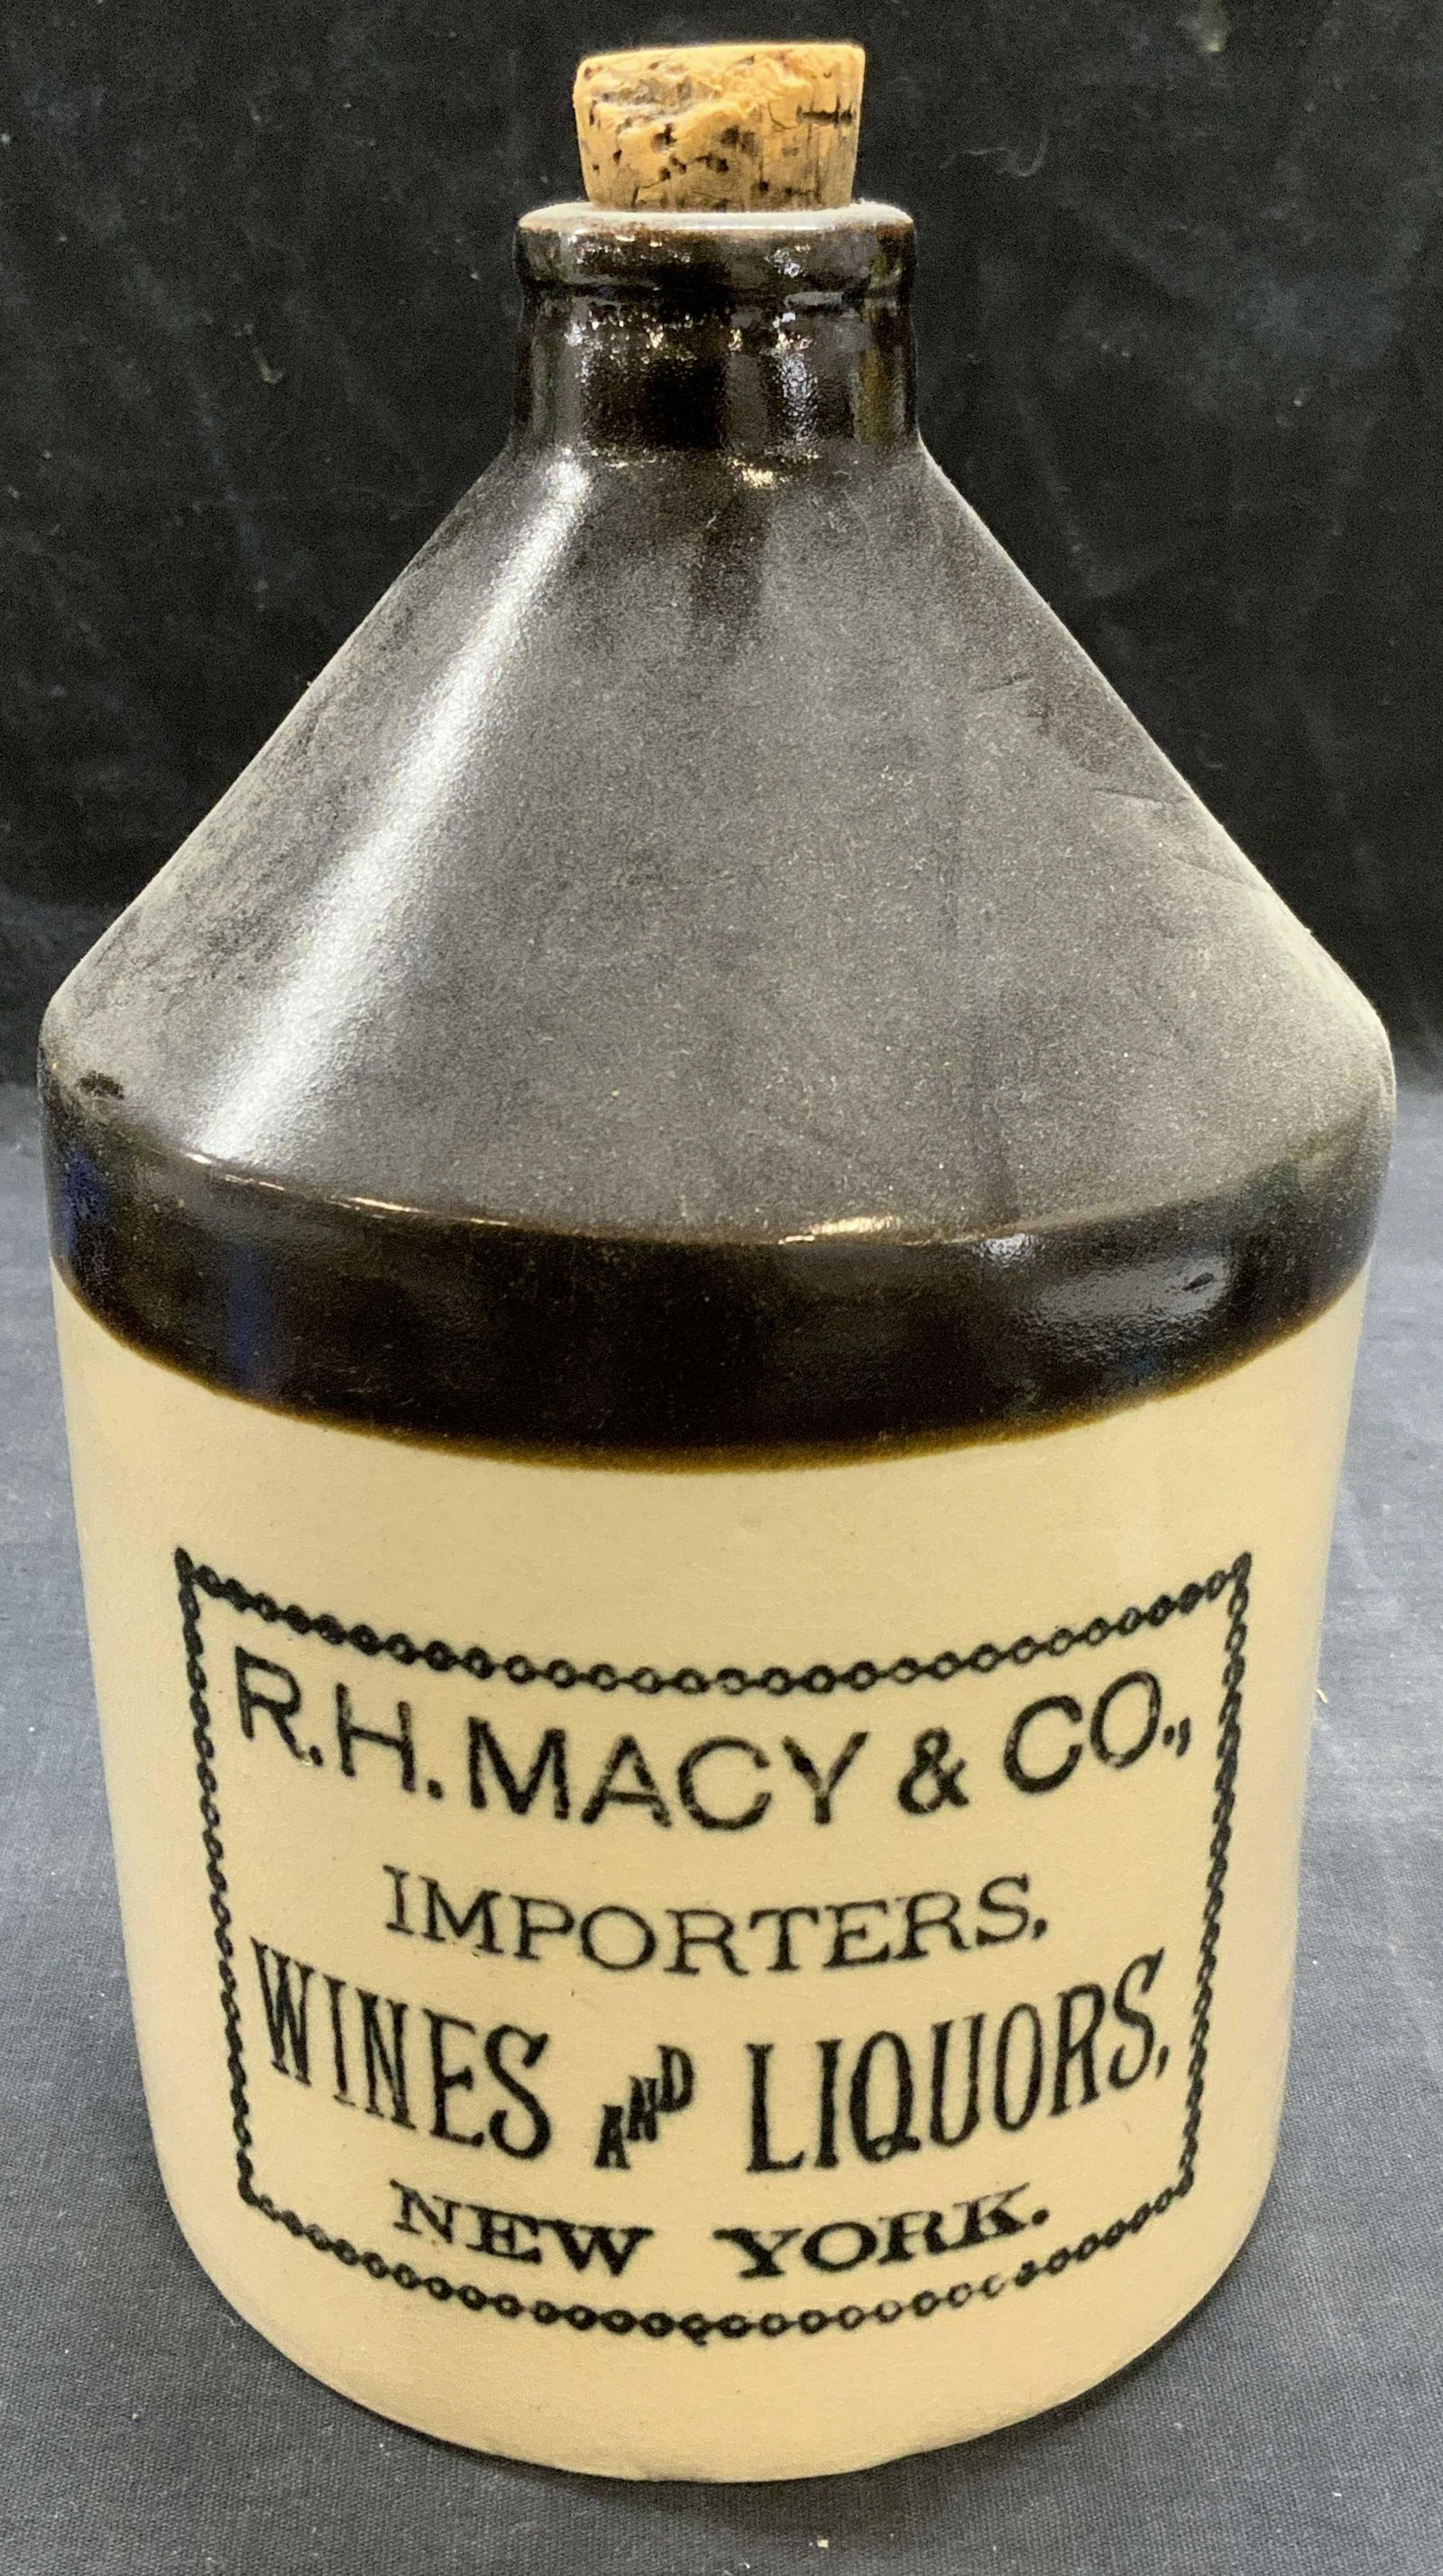 R.H. MACY & CO.,
IMPORTERS,
WINES AND LIQUORS,
NEW YORK.